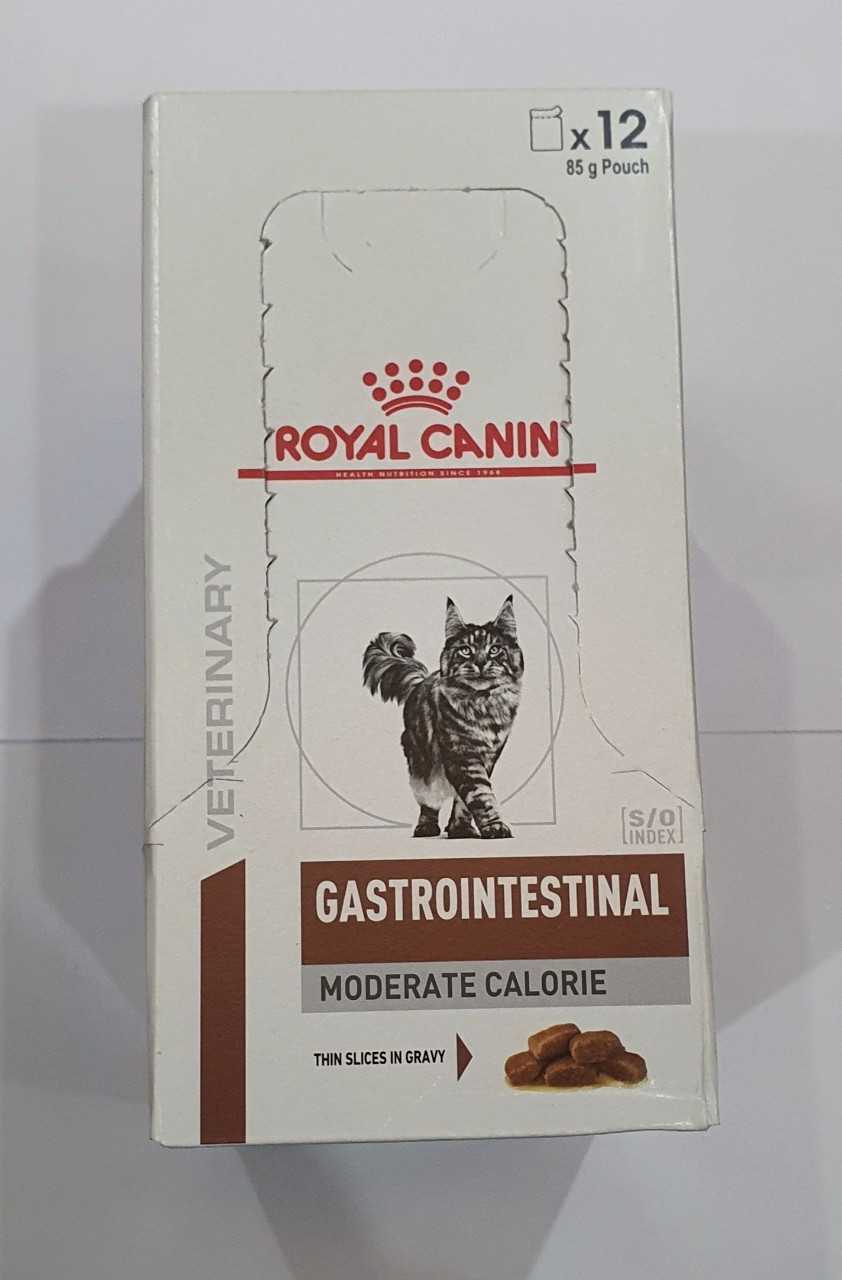 x 12
85 g Pouch
ROYAL CANIN
HEALTH NUTRITION SINCE 1968
VETERINARY
S/O
INDEX
GASTROINTESTINAL
MODERATE CALORIE
THIN SLICES IN GRAVY